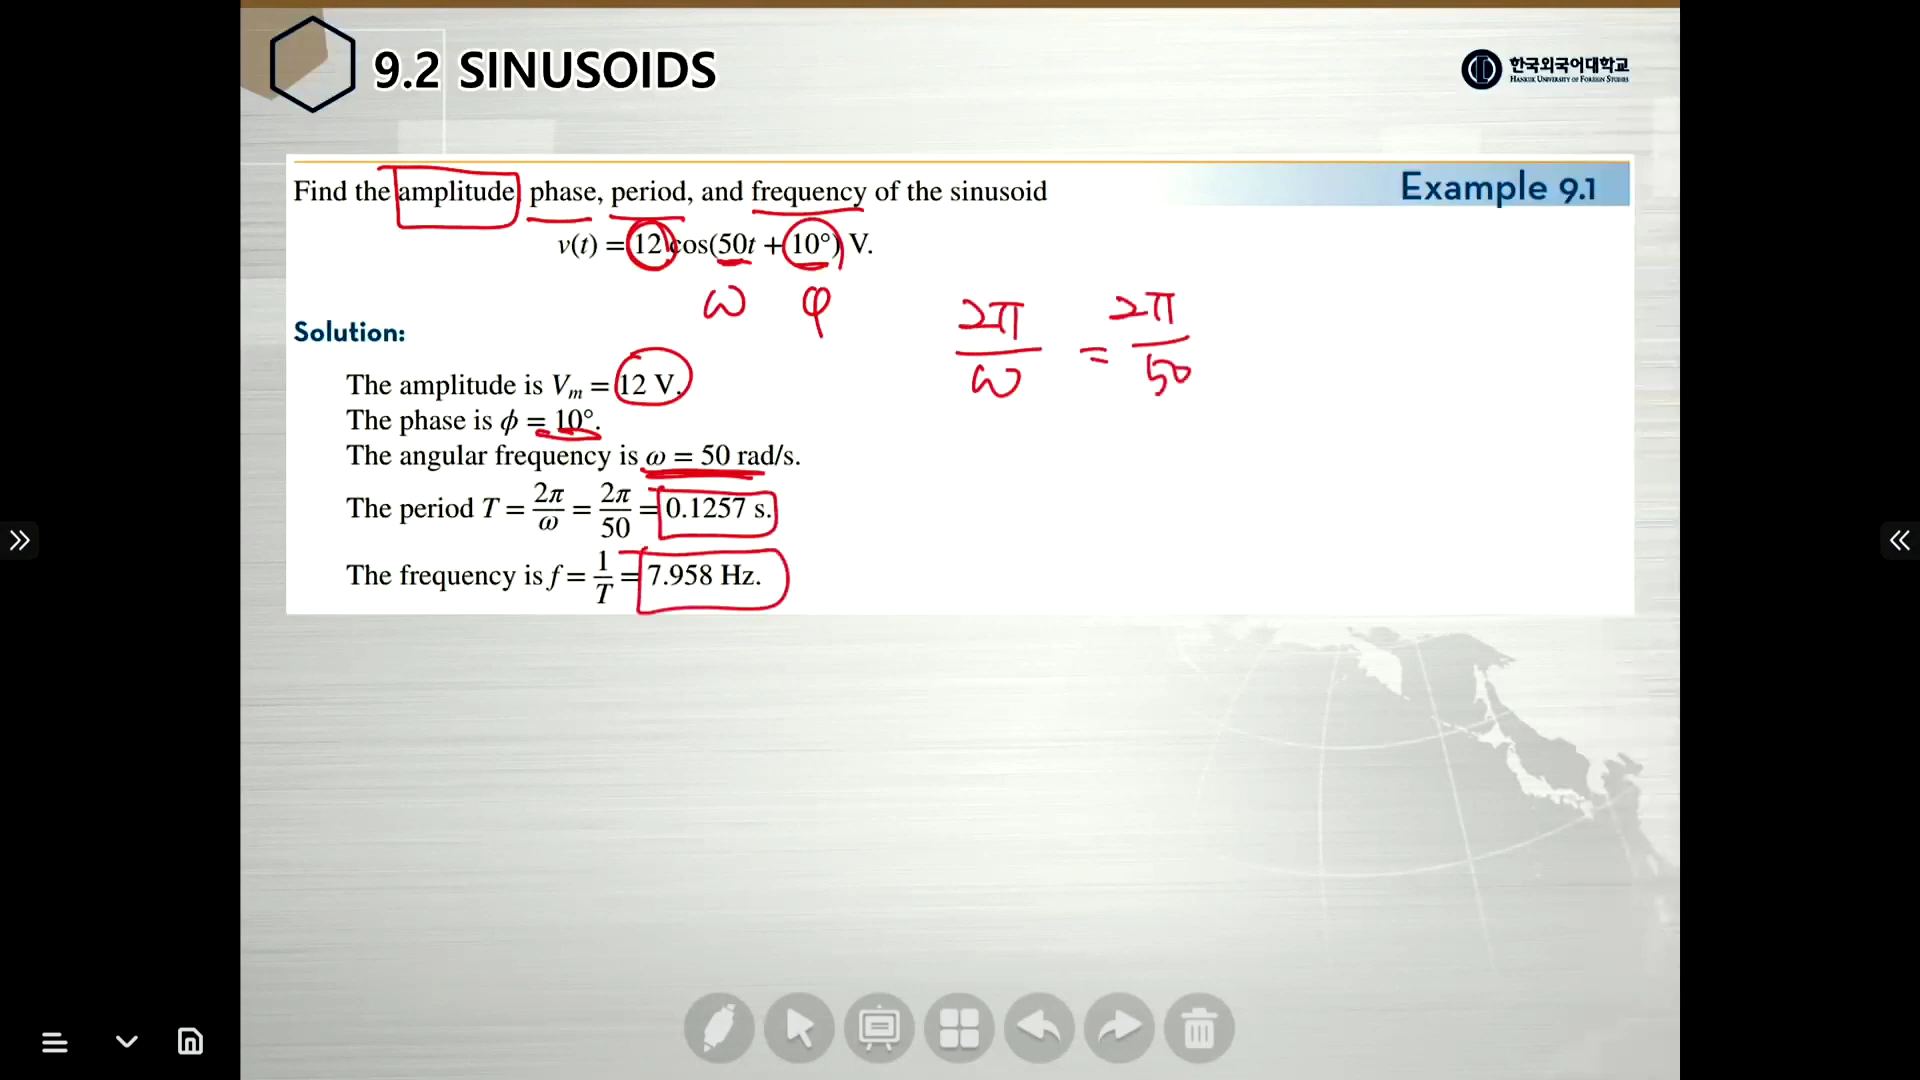 9.2 SINUSOIDS
한국외국어대학교
HANKUK UNIVERSITY OF FOREIGN STUDIES
Example 9.1
Find the amplitude, phase, period, and frequency of the sinusoid
v(t) = 12 cos(50t + 10°) V.
ω φ
2π/ω = 2π/50
Solution:
The amplitude is Vₘ = 12 V.
The phase is ϕ = 10°.
The angular frequency is ω = 50 rad/s.
The period T = 2π/ω = 2π/50 = 0.1257 s.
The frequency is f = 1/T = 7.958 Hz.